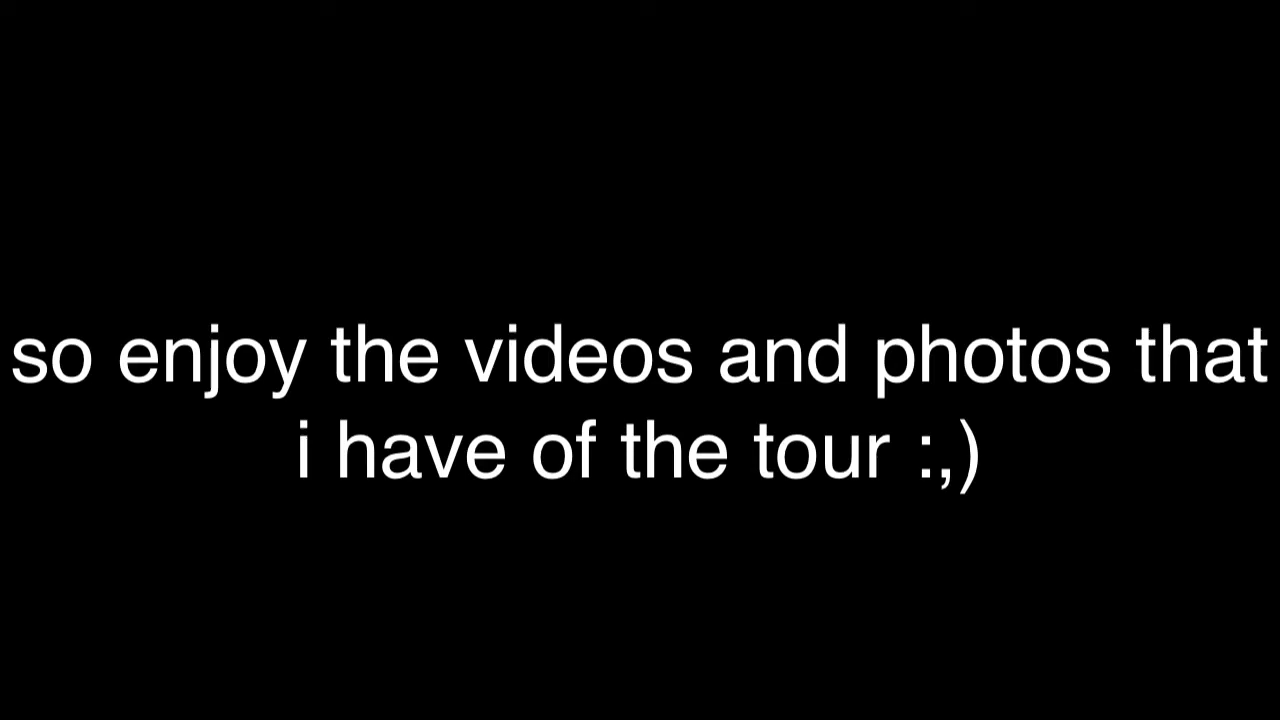 so enjoy the videos and photos that
i have of the tour :,)